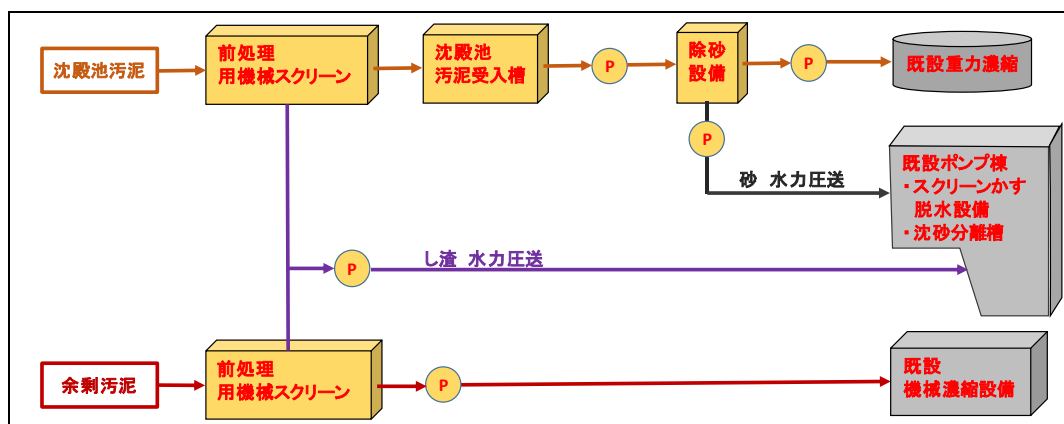 沈殿池汚泥
前処理
用機械スクリーン
沈殿池
汚泥受入槽
P
除砂
設備
P
既設重力濃縮
P
砂 水力圧送
既設ポンプ棟
・スクリーンかす
脱水設備
・沈砂分離槽
P
し渣 水力圧送
余剰汚泥
前処理
用機械スクリーン
P
既設
機械濃縮設備